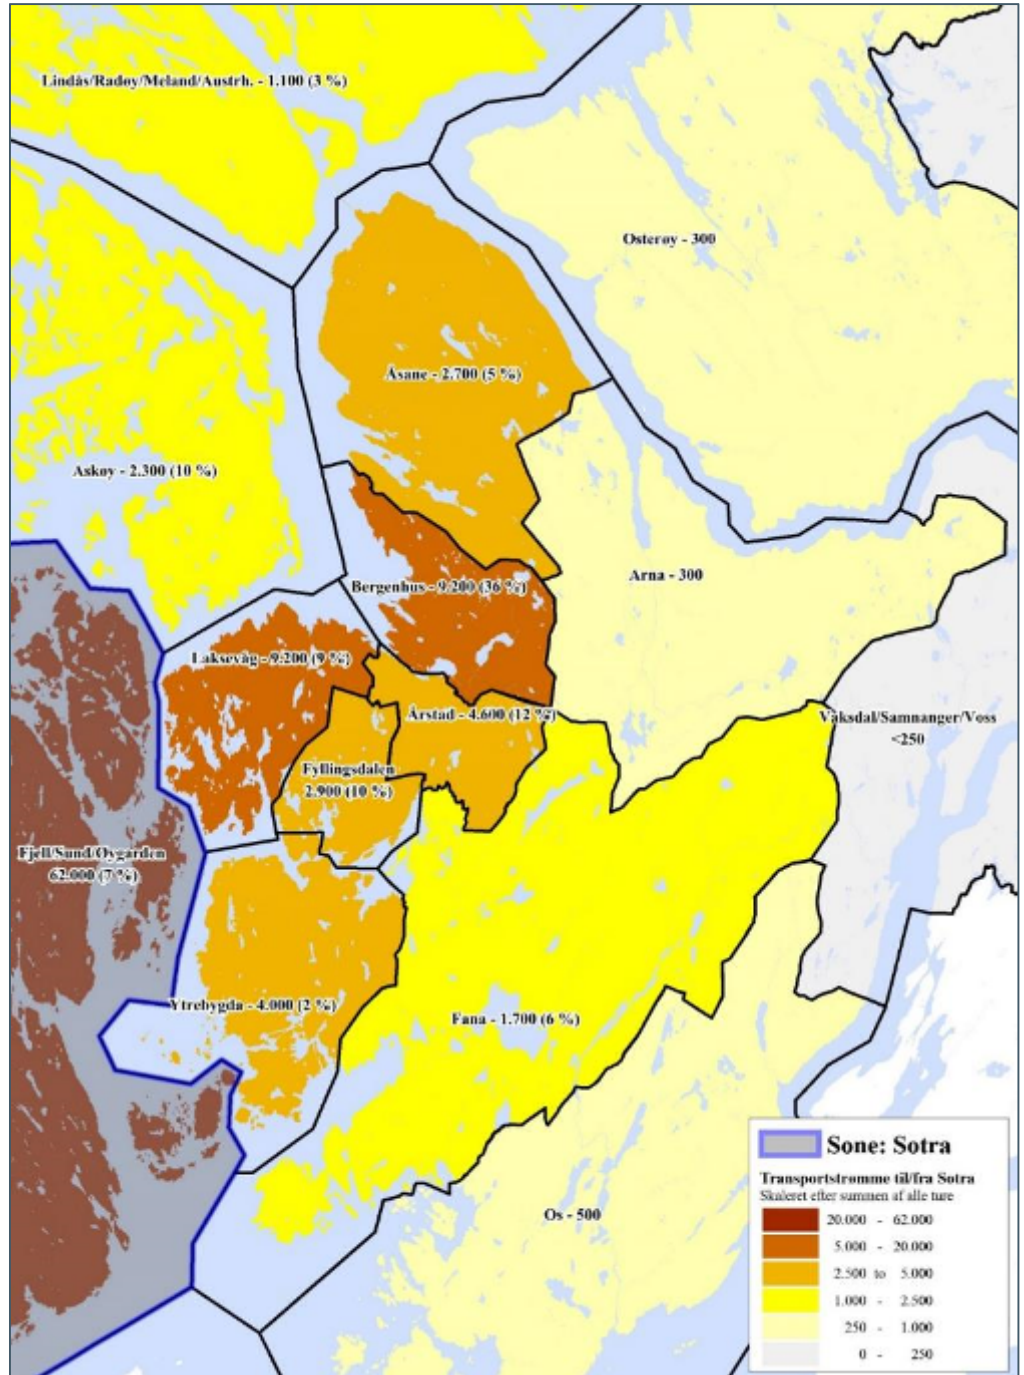 Lindås/Radøy/Meland/Austrh. - 1.100 (3 %)
Osterøy - 300
Åsane - 2.700 (5 %)
Askøy - 2.300 (10 %)
Arna - 300
Bergenhus - 9.200 (36 %)
Laksevåg - 9.200 (9 %)
Årstad - 4.600 (12 %)
Vaksdal/Samnanger/Voss
<250
Fyllingsdalen
2.900 (10 %)
Fjell/Sund/Øygarden
62.000 (7 %)
Ytrebygda - 4.000 (2 %)
Fana - 1.700 (6 %)
Os - 500
Sone: Sotra
Transportstrømme til/fra Sotra
Skaleret efter summen af alle ture
20.000 - 62.000
5.000 - 20.000
2.500 to 5.000
1.000 - 2.500
250 - 1.000
0 - 250